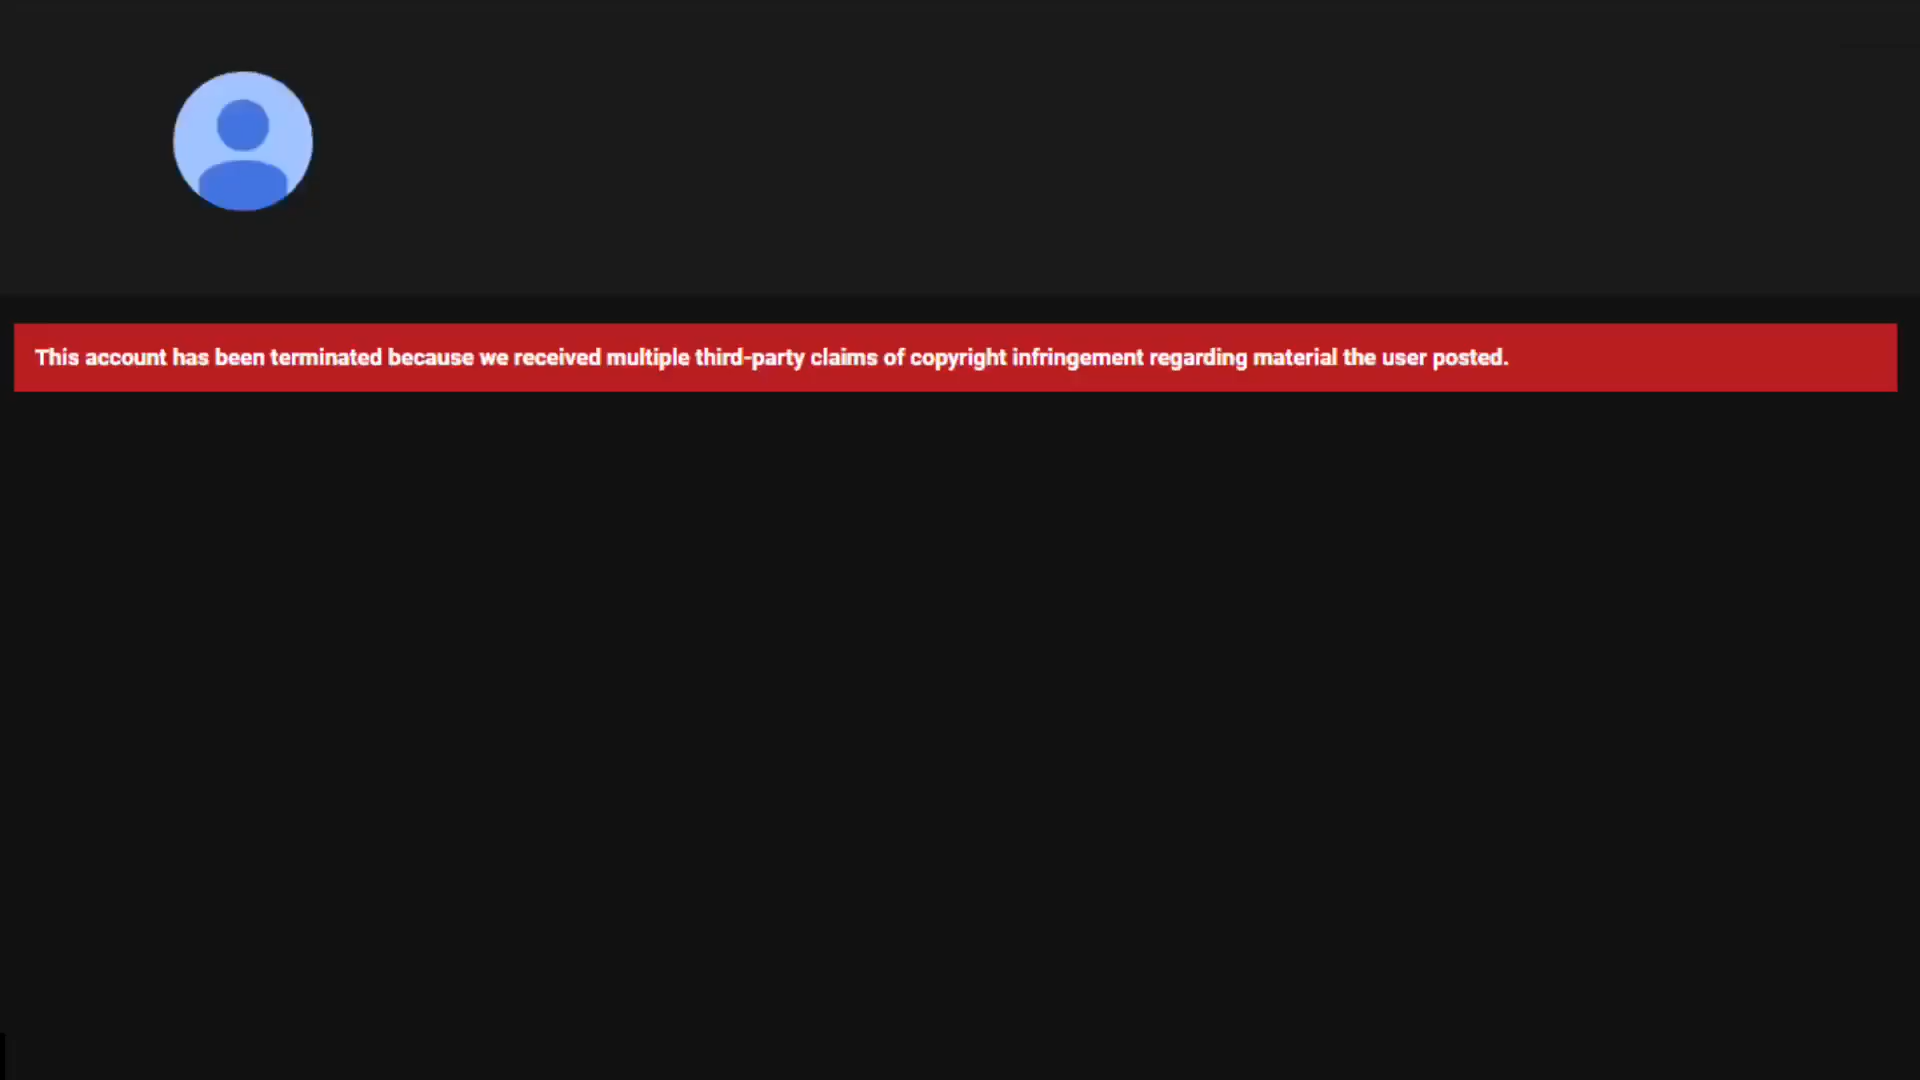 This account has been terminated because we received multiple third-party claims of copyright infringement regarding material the user posted.